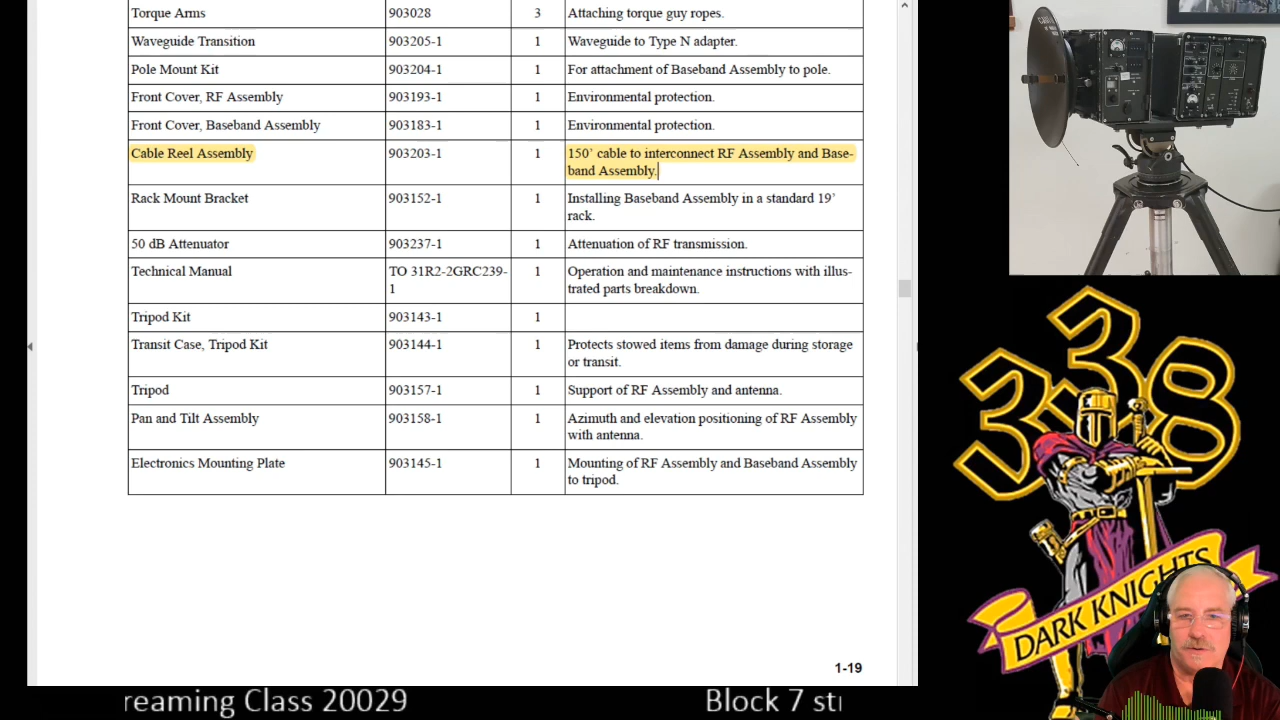 Torque Arms 903028 3 Attaching torque guy ropes.
Waveguide Transition 903205-1 1 Waveguide to Type N adapter.
Pole Mount Kit 903204-1 1 For attachment of Baseband Assembly to pole.
Front Cover, RF Assembly 903193-1 1 Environmental protection.
Front Cover, Baseband Assembly 903183-1 1 Environmental protection.
Cable Reel Assembly 903203-1 1 150’ cable to interconnect RF Assembly and Base-
band Assembly.
Rack Mount Bracket 903152-1 1 Installing Baseband Assembly in a standard 19’
rack.
50 dB Attenuator 903237-1 1 Attenuation of RF transmission.
Technical Manual TO 31R2-2GRC239- 1 Operation and maintenance instructions with illus-
1 trated parts breakdown.
Tripod Kit 903143-1 1
Transit Case, Tripod Kit 903144-1 1 Protects stowed items from damage during storage
or transit.
Tripod 903157-1 1 Support of RF Assembly and antenna.
Pan and Tilt Assembly 903158-1 1 Azimuth and elevation positioning of RF Assembly
with antenna.
Electronics Mounting Plate 903145-1 1 Mounting of RF Assembly and Baseband Assembly
to tripod.
1-19
338
DARK KNIGHTS
reaming Class 20029 Block 7 sti